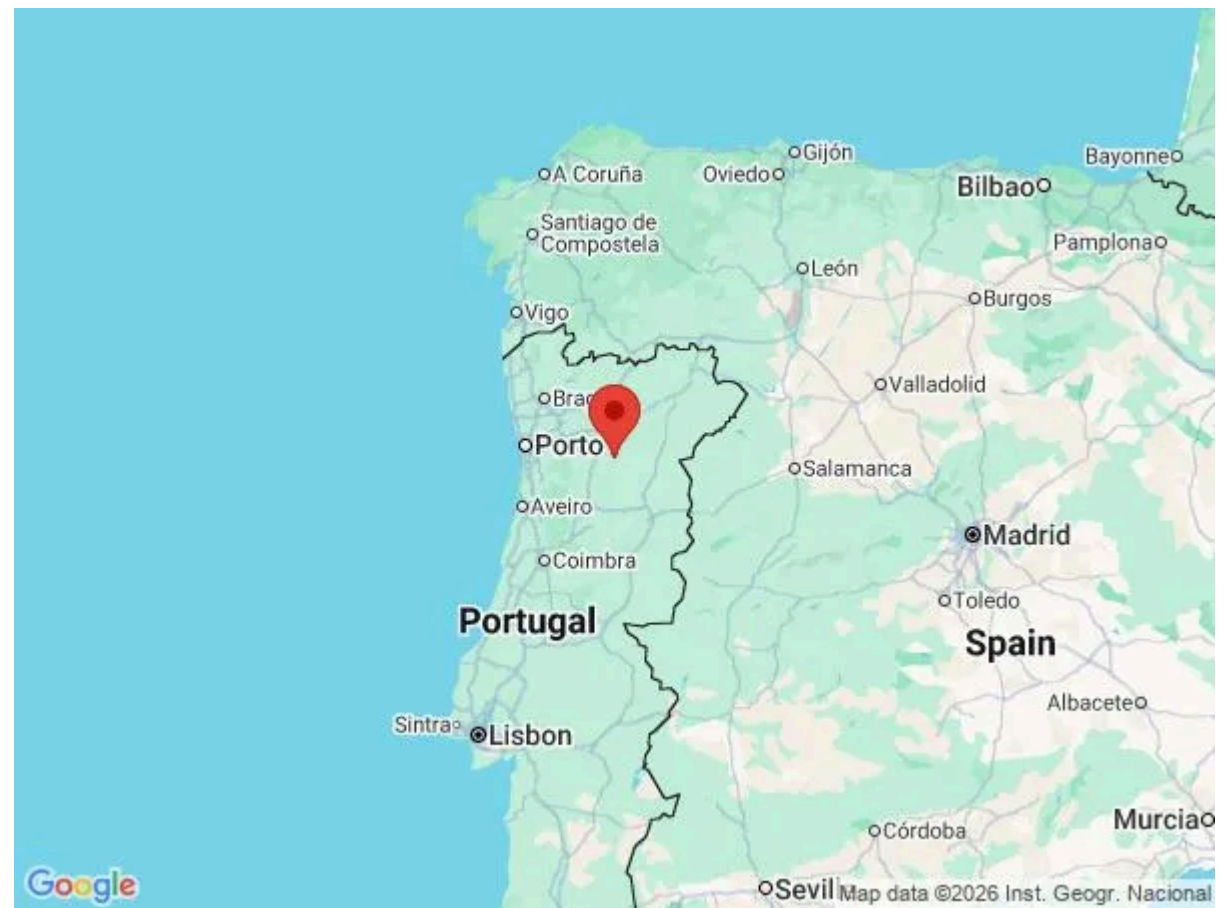 Gijón
A Coruña
Oviedo
Bayonne
Bilbao
Santiago de
Compostela
Pamplona
León
Burgos
Vigo
Valladolid
Porto
Salamanca
Aveiro
Madrid
Coimbra
Toledo
Portugal
Spain
Albacete
Sintra
Lisbon
Murcia
Córdoba
Google
Map data ©2026 Inst. Geogr. Nacional